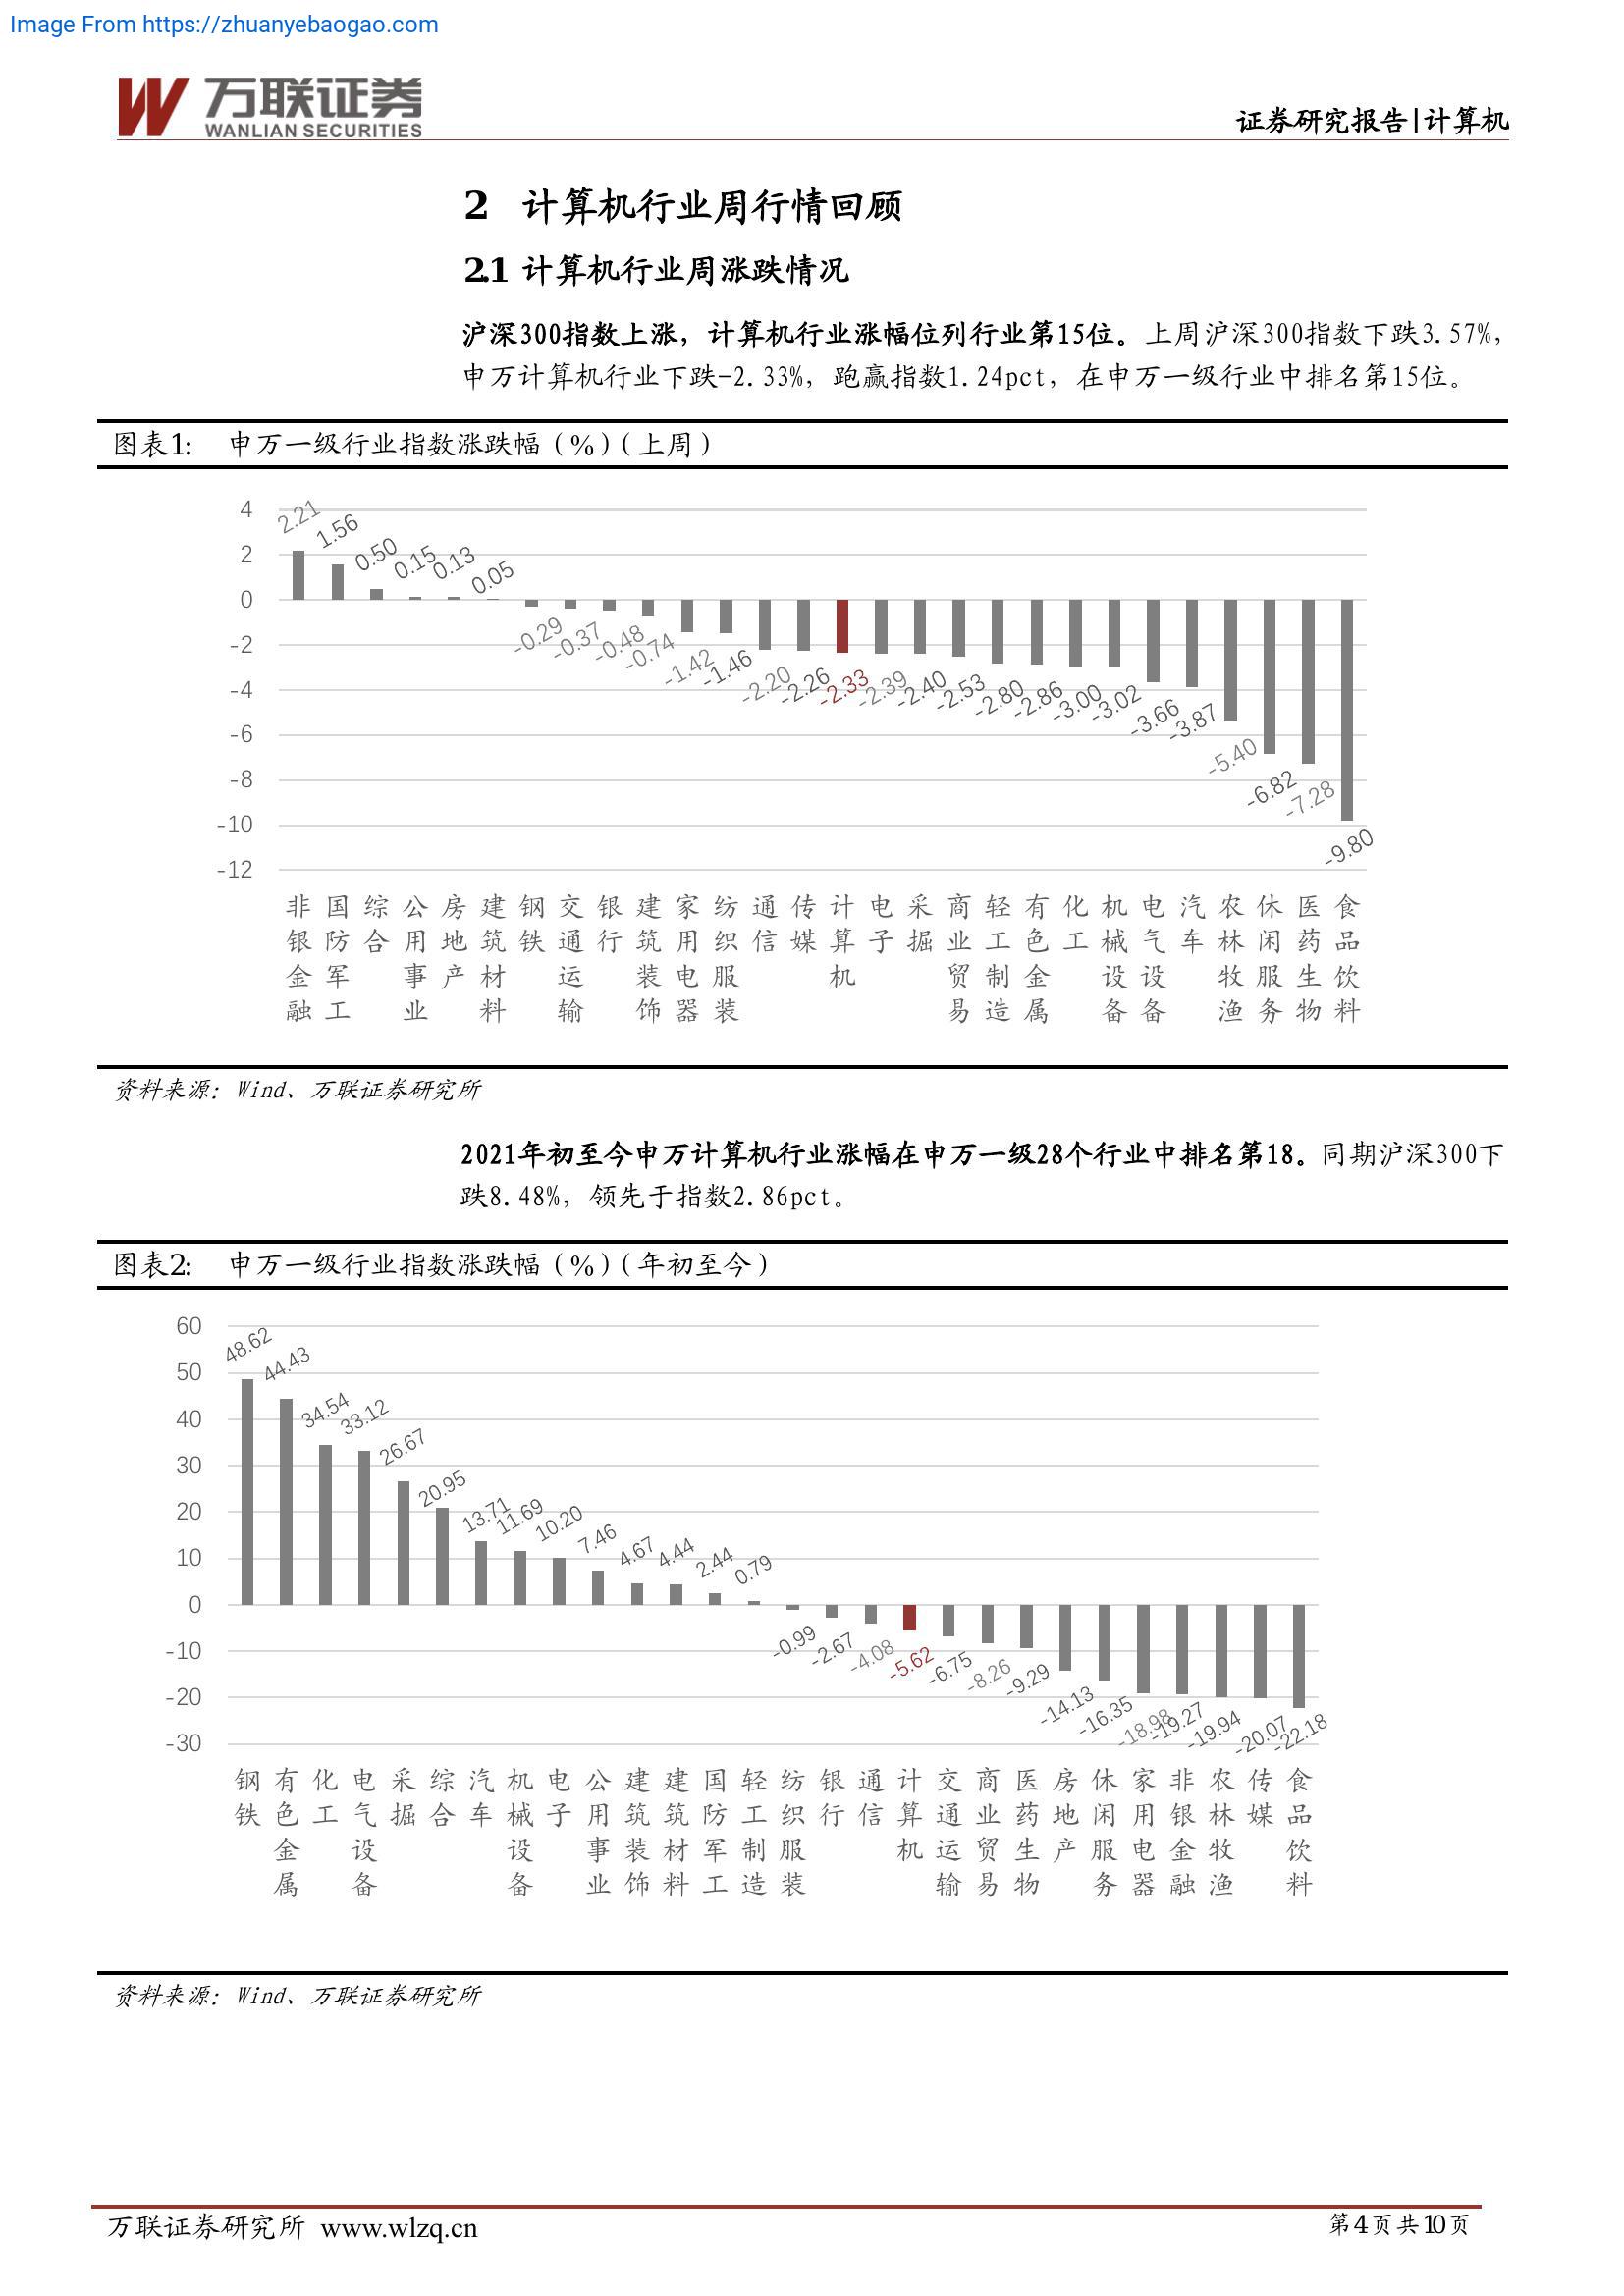 Image From https://zhuanyebaogao.com
万联证券
WANLIAN SECURITIES
证券研究报告|计算机
2 计算机行业周行情回顾
2.1 计算机行业周涨跌情况
沪深300指数上涨，计算机行业涨幅位列行业第15位。上周沪深300指数下跌3.57%，
申万计算机行业下跌-2.33%，跑赢指数1.24pct，在申万一级行业中排名第15位。
图表1: 申万一级行业指数涨跌幅（%）（上周）
4
2
0
-2
-4
-6
-8
-10
-12
2.21 1.56 0.50 0.15 0.13 0.05 -0.29 -0.37 -0.48 -0.74 -1.42 -1.46 -2.20 -2.26 -2.33 -2.39 -2.40 -2.53 -2.80 -2.86 -3.00 -3.02 -3.66 -3.87 -5.40 -6.82 -7.28 -9.80
非银金融 国防军工 综合 公用事业 房地产 建筑材料 钢铁 交通运输 银行 建筑装饰 家用电器 纺织服装 通信 传媒 计算机 电子 采掘 商业贸易 轻工制造 有色金属 化工 机械设备 电气设备 汽车 农林牧渔 休闲服务 医药生物 食品饮料
资料来源：Wind、万联证券研究所
2021年初至今申万计算机行业涨幅在申万一级28个行业中排名第18。同期沪深300下
跌8.48%，领先于指数2.86pct。
图表2: 申万一级行业指数涨跌幅（%）（年初至今）
60
50
40
30
20
10
0
-10
-20
-30
48.62 44.43 34.54 33.12 26.67 20.95 13.71 11.69 10.20 7.46 4.67 4.44 2.44 0.79 -0.99 -2.67 -4.08 -5.62 -6.75 -8.26 -9.29 -14.13 -16.35 -18.98 -19.27 -19.94 -20.07 -22.18
钢铁 有色金属 化工 电气设备 采掘 综合 汽车 机械设备 电子 公用事业 建筑装饰 建筑材料 国防军工 轻工制造 纺织服装 银行 通信 计算机 交通运输 商业贸易 医药生物 房地产 休闲服务 家用电器 非银金融 农林牧渔 传媒 食品饮料
资料来源：Wind、万联证券研究所
万联证券研究所 www.wlzq.cn
第4页共10页